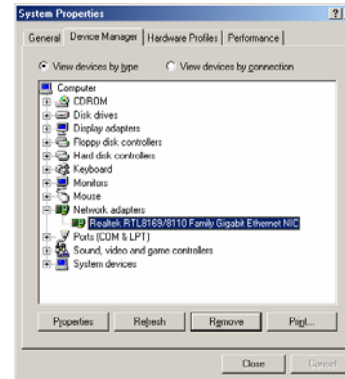 System Properties
General Device Manager Hardware Profiles Performance
View devices by type View devices by connection
Computer
CDROM
Disk drives
Display adapters
Floppy disk controllers
Hard disk controllers
Keyboard
Monitors
Mouse
Network adapters
Realtek RTL8169/8110 Family Gigabit Ethernet NIC
Ports (COM & LPT)
Sound, video and game controllers
System devices
Properties Refresh Remove Print...
Close Cancel